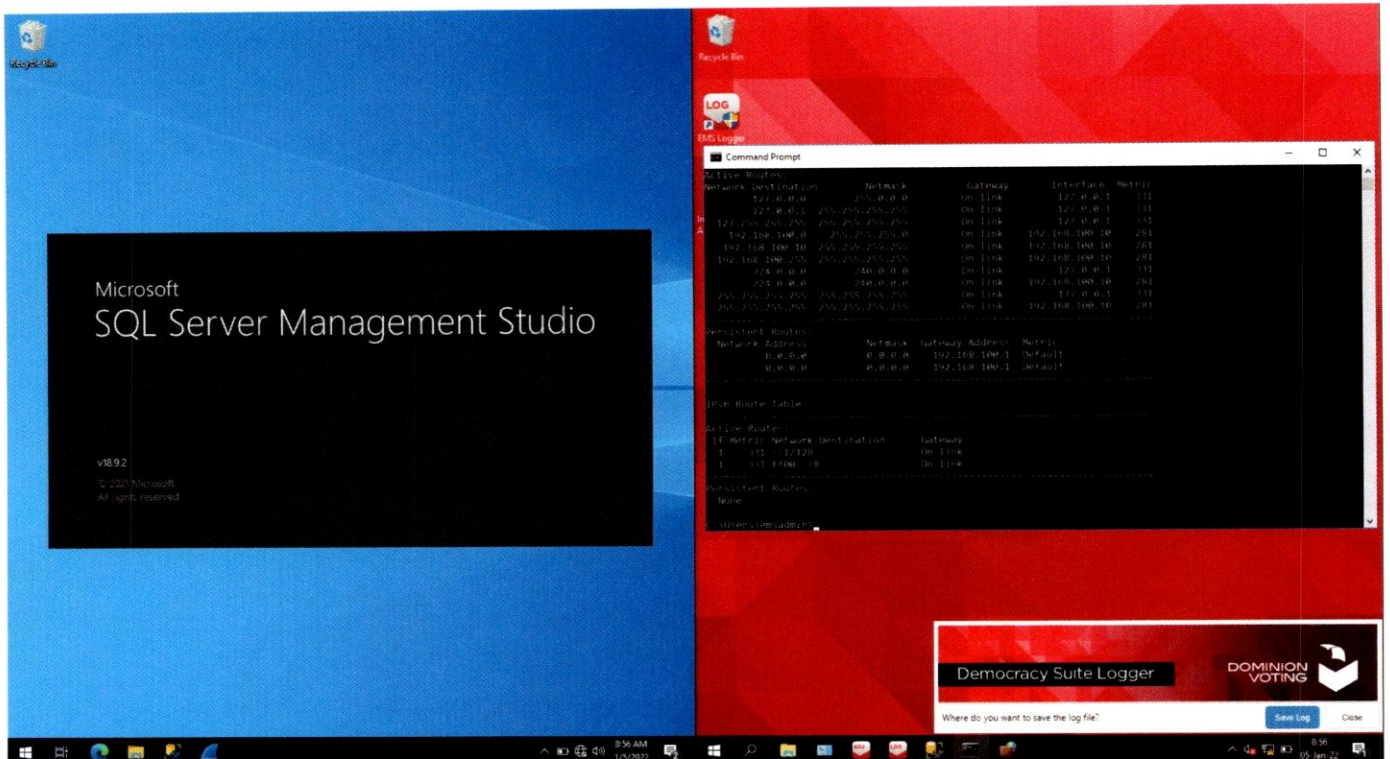 Recycle Bin
Microsoft
SQL Server Management Studio
v18.9.2
© 2021 Microsoft.
All rights reserved
8:56 AM
1/5/2022
Recycle Bin
LOG
EMS Logger
Command Prompt
Active Routes:
Network Destination Netmask Gateway Interface Metric
127.0.0.0 255.0.0.0 On-link 127.0.0.1 331
127.0.0.1 255.255.255.255 On-link 127.0.0.1 331
127.255.255.255 255.255.255.255 On-link 127.0.0.1 331
192.168.100.0 255.255.255.0 On-link 192.168.100.10 281
192.168.100.10 255.255.255.255 On-link 192.168.100.10 281
192.168.100.255 255.255.255.255 On-link 192.168.100.10 281
224.0.0.0 240.0.0.0 On-link 127.0.0.1 331
224.0.0.0 240.0.0.0 On-link 192.168.100.10 281
255.255.255.255 255.255.255.255 On-link 127.0.0.1 331
255.255.255.255 255.255.255.255 On-link 192.168.100.10 281
Persistent Routes:
Network Address Netmask Gateway Address Metric
0.0.0.0 0.0.0.0 192.168.100.1 Default
0.0.0.0 0.0.0.0 192.168.100.1 Default
IPv6 Route Table
Active Routes:
If Metric Network Destination Gateway
1 331 ::1/128 On-link
1 331 ff00::/8 On-link
Persistent Routes:
None
C:\Users\emsadmin>
Democracy Suite Logger
DOMINION
VOTING
Where do you want to save the log file?
Save Log Close
ADJ
LOG
8:56
05-Jan-22